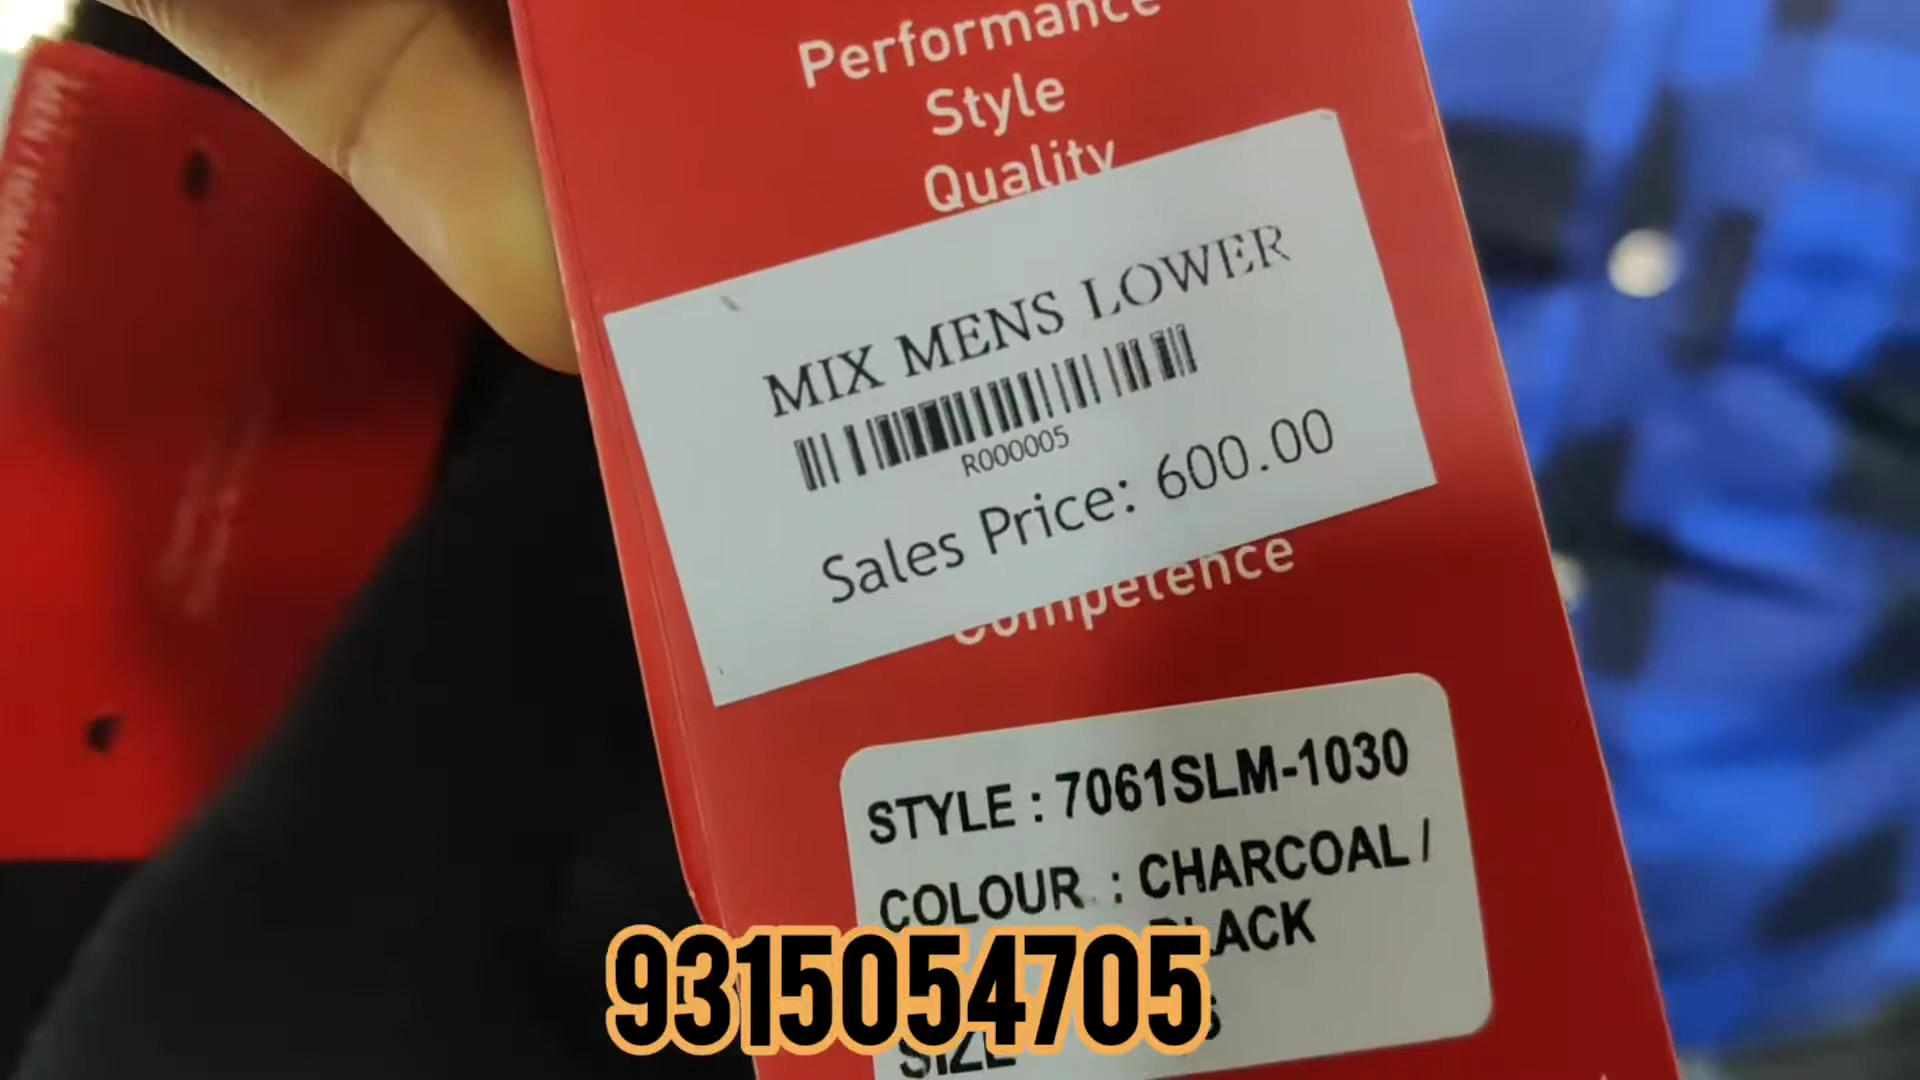 Performance
Style
Quality
MIX MENS LOWER
R000005
Sales Price: 600.00
Competence
STYLE : 7061SLM-1030
COLOUR : CHARCOAL /
BLACK
9315054705
SIZE